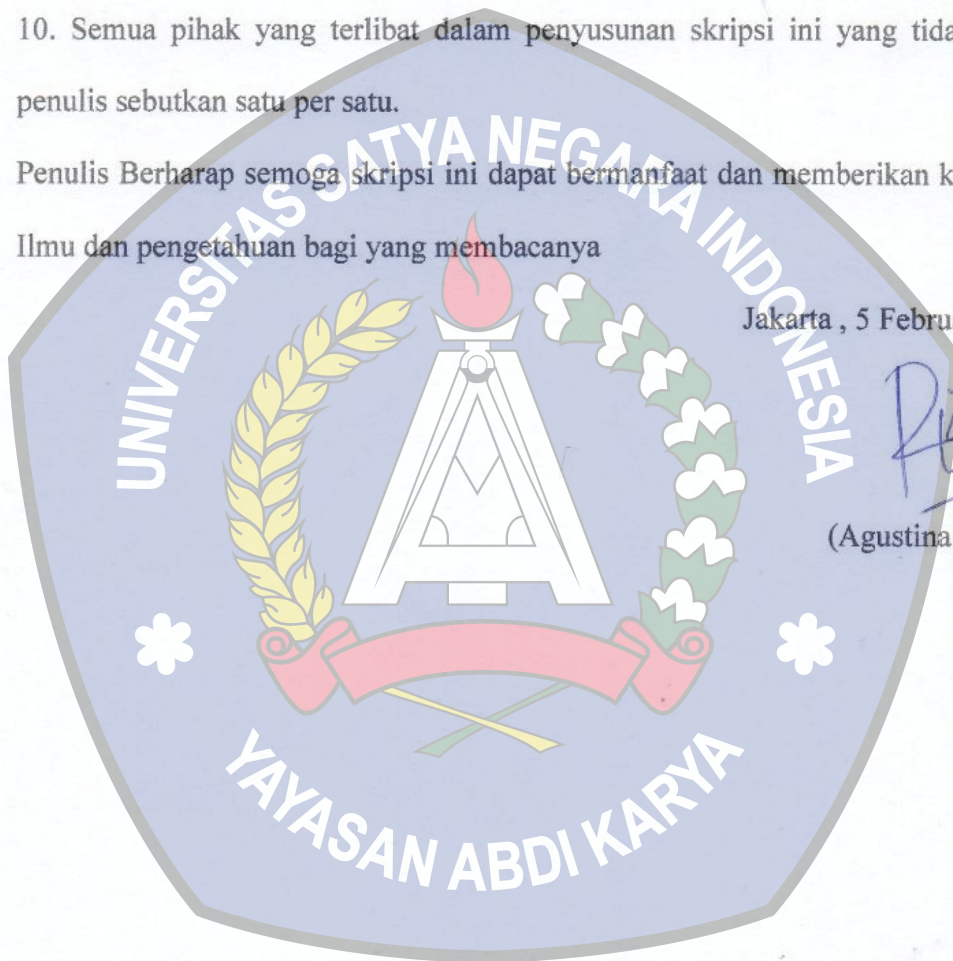 10. Semua pihak yang terlibat dalam penyusunan skripsi ini yang
penulis sebutkan satu per satu.
Penulis Berharap semoga skripsi ini dapat bermanfaat dan memberikan
Ilmu dan pengetahuan bagi yang membacanya
Jakarta , 5
(Agustina
UNIVERSITAS SATYA NEGARA INDONESIA
YAYASAN ABDI KARYA